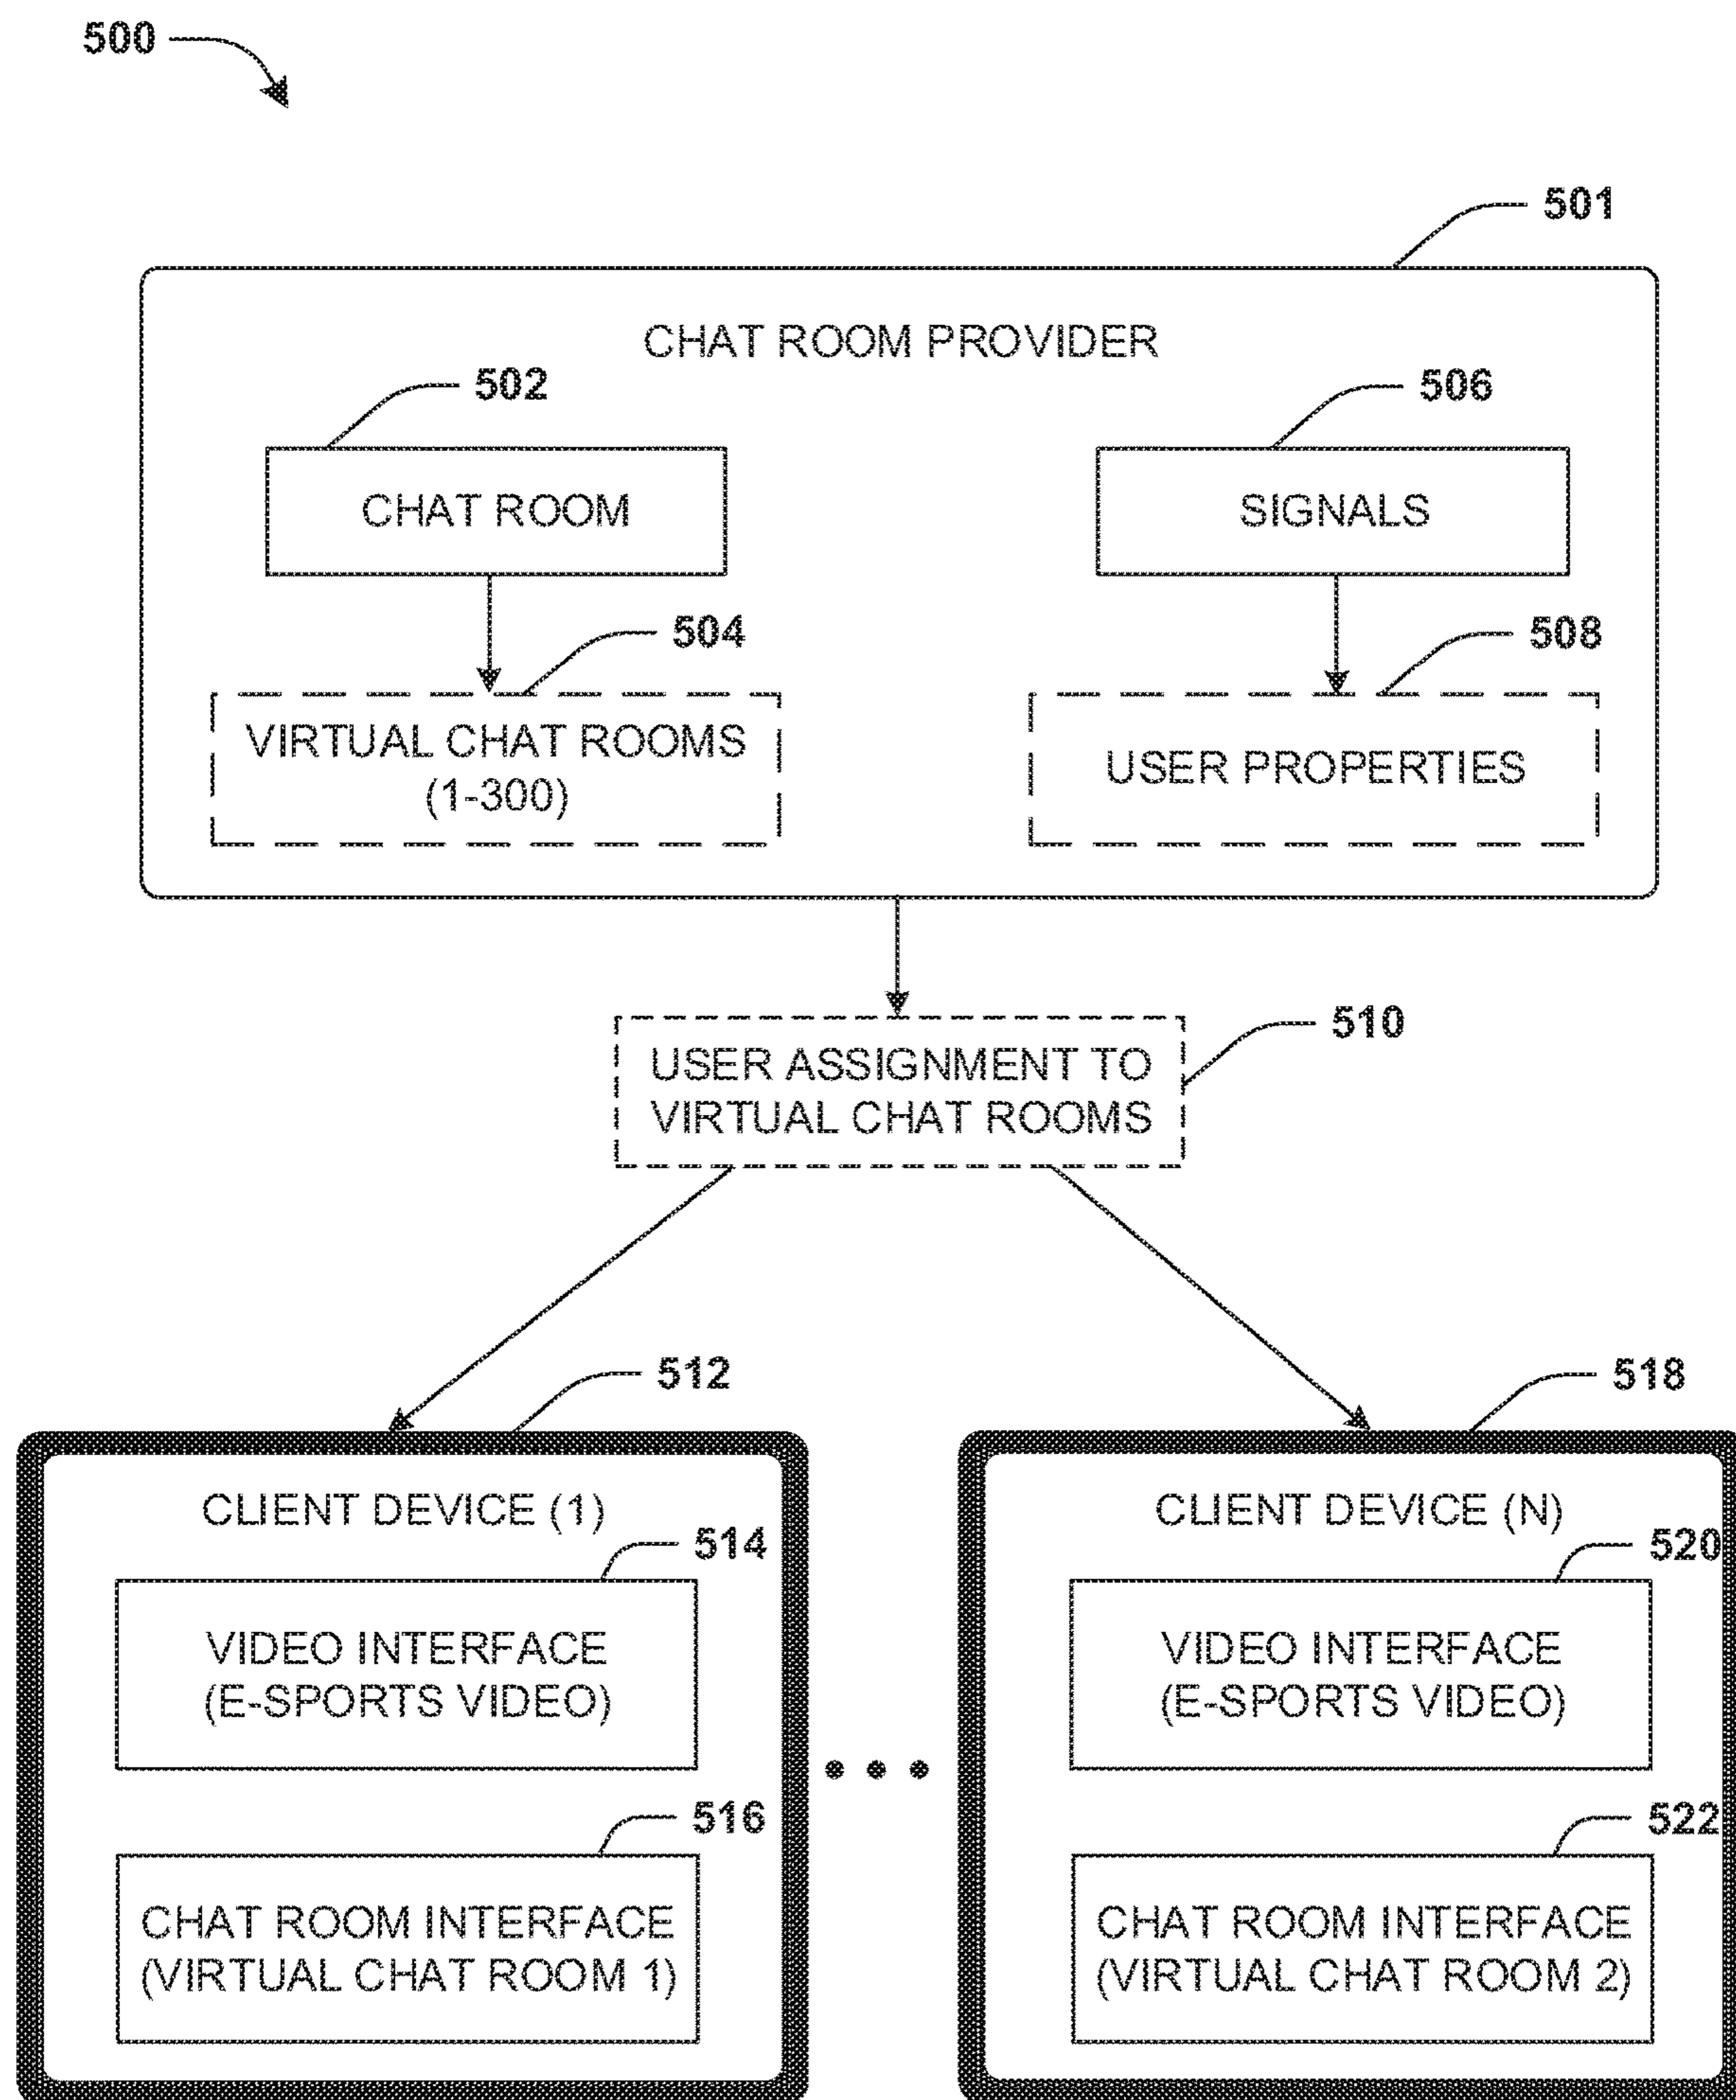 500
501
CHAT ROOM PROVIDER
502
506
CHAT ROOM
SIGNALS
504
508
VIRTUAL CHAT ROOMS
(1-300)
USER PROPERTIES
510
USER ASSIGNMENT TO
VIRTUAL CHAT ROOMS
512
518
CLIENT DEVICE (1)
514
VIDEO INTERFACE
(E-SPORTS VIDEO)
516
CHAT ROOM INTERFACE
(VIRTUAL CHAT ROOM 1)
CLIENT DEVICE (N)
520
VIDEO INTERFACE
(E-SPORTS VIDEO)
522
CHAT ROOM INTERFACE
(VIRTUAL CHAT ROOM 2)